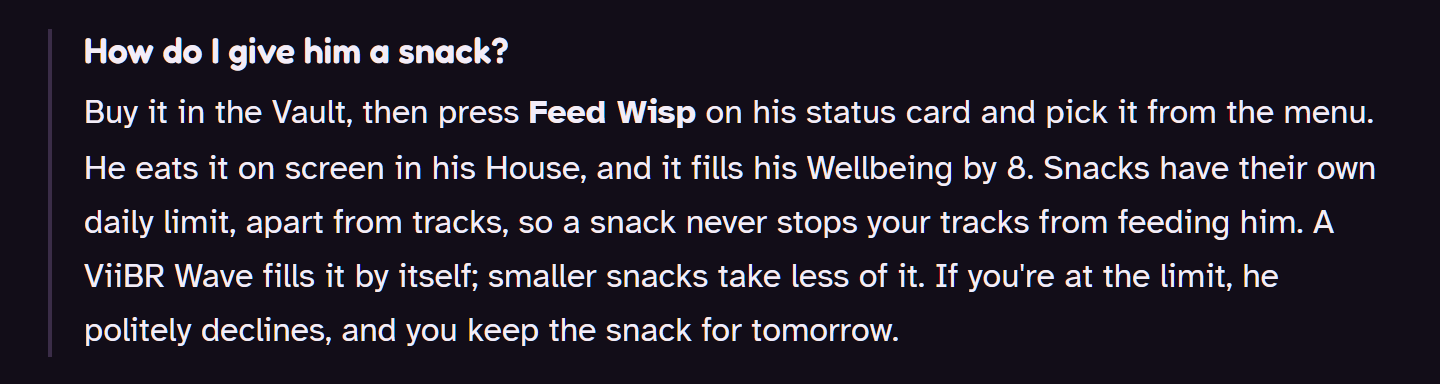 How do I give him a snack?
Buy it in the Vault, then press Feed Wisp on his status card and pick it from the menu.
He eats it on screen in his House, and it fills his Wellbeing by 8. Snacks have their own
daily limit, apart from tracks, so a snack never stops your tracks from feeding him. A
ViiBR Wave fills it by itself; smaller snacks take less of it. If you're at the limit, he
politely declines, and you keep the snack for tomorrow.